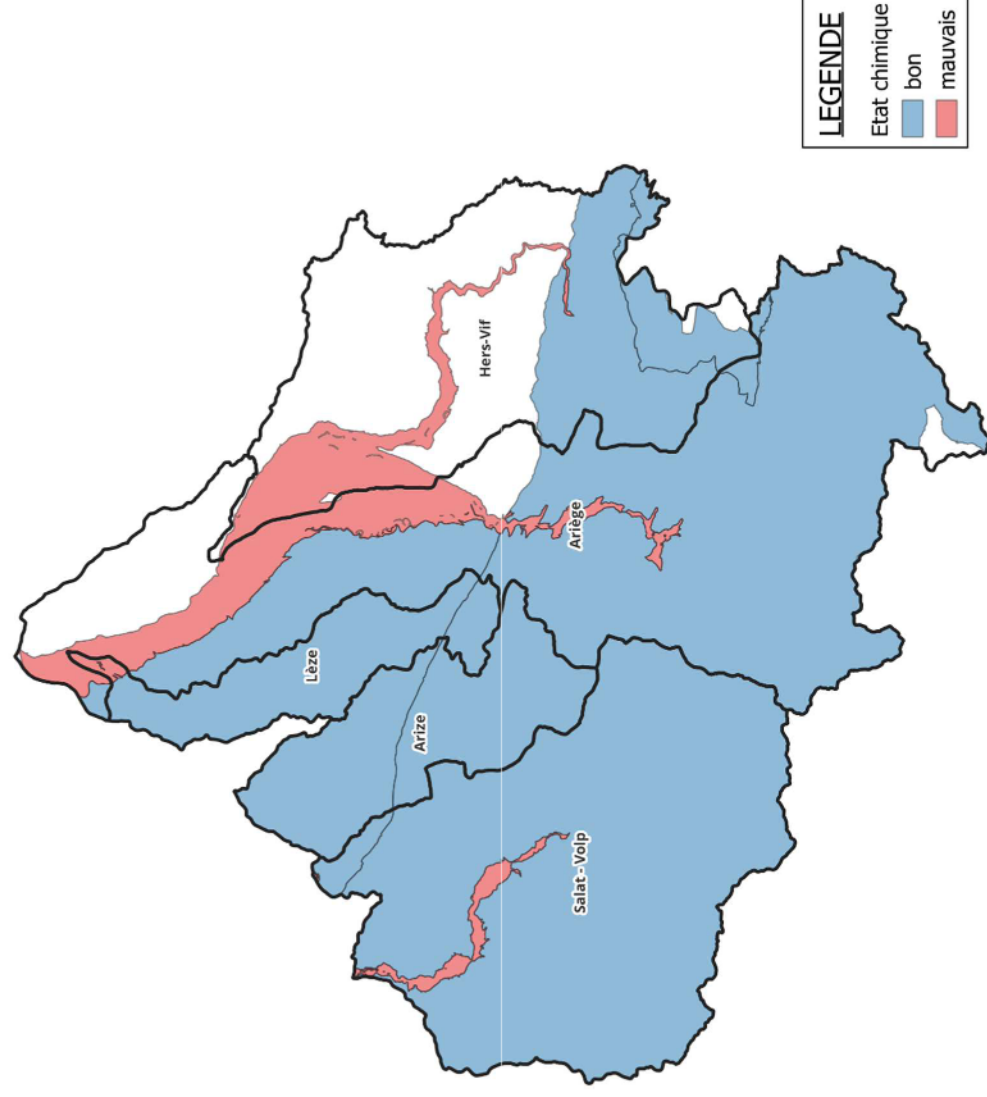 LEGENDE
Etat chimique
bon
mauvais
Hers-Vif
Ariège
Lèze
Arize
Salat - Volp